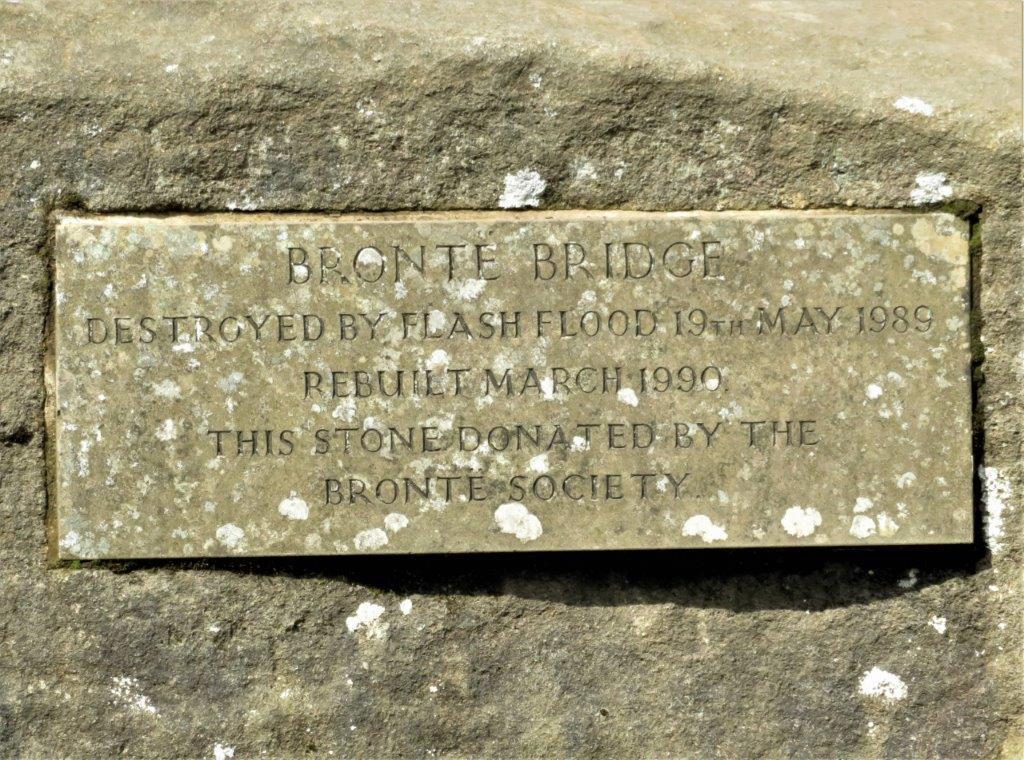 BRONTE BRIDGE
DESTROYED BY FLASH FLOOD 19TH MAY 1989
REBUILT MARCH 1990.
THIS STONE DONATED BY THE
BRONTE SOCIETY.